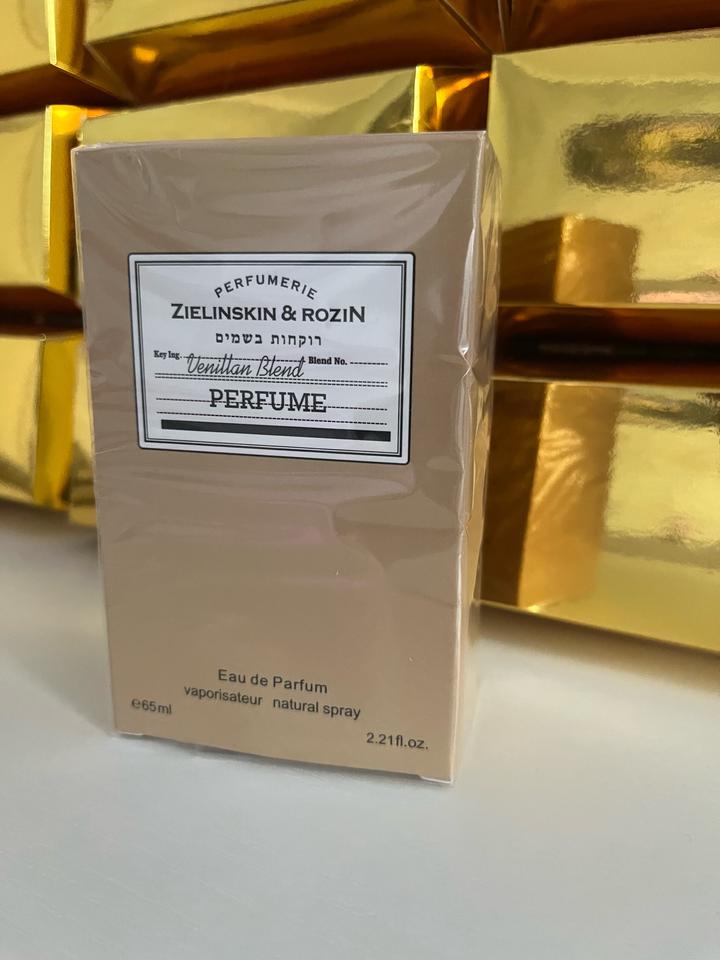 PERFUMERIE
ZIELINSKIN & ROZIN
רוקחות בשמים
Key Ing. Venillan Blend Blend No.
PERFUME
Eau de Parfum
vaporisateur natural spray
℮65ml
2.21fl.oz.